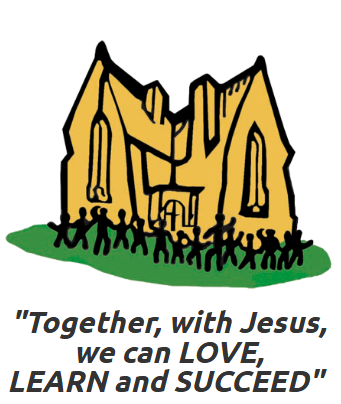 "Together, with Jesus,
we can LOVE,
LEARN and SUCCEED"